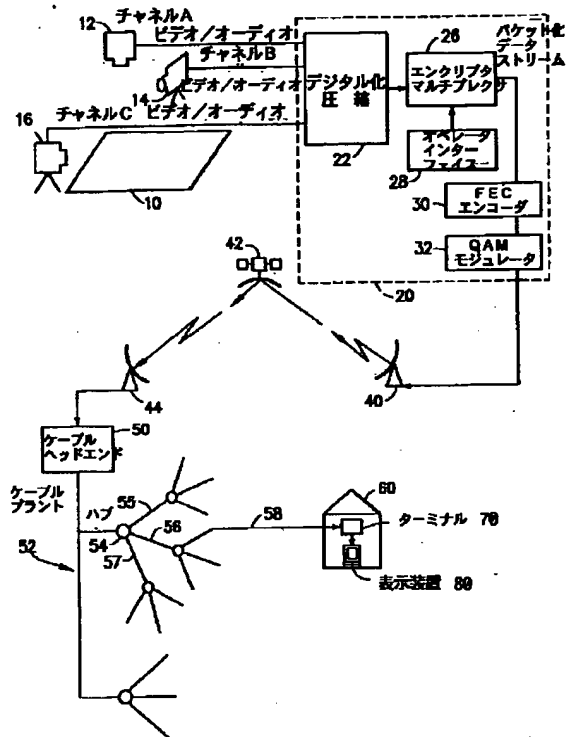 チャネルA
12
ビデオ/オーディオ
チャネルB
14
ビデオ/オーディオ
チャネルC
ビデオ/オーディオ
16
10
デジタル化
圧縮
22
26
エンクリプタ
マルチプレクサ
パケット化
データ
ストリーム
オペレータ
インター
フェイズー
28
30
FEC
エンコーダ
32
QAM
モジュレータ
20
42
44
40
50
ケーブル
ヘッドエンド
ケーブル
プラント
52
ハブ
54
55
56
57
58
60
ターミナル 70
表示装置 80